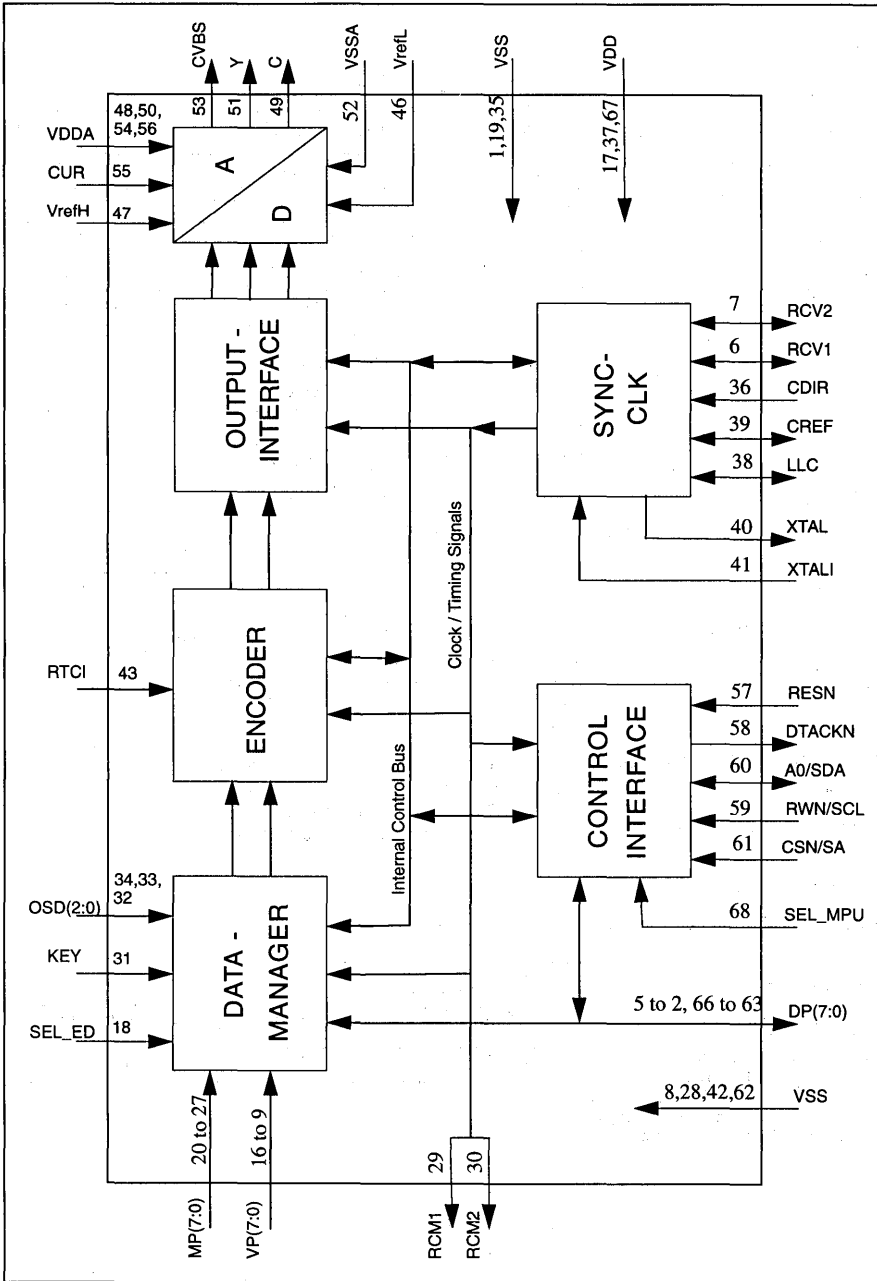 CVBS
Y
C
VSSA
VrefL
VSS
VDD
53
51
49
52
46
1,19,35
17,37,67
48,50,
54,56
VDDA
CUR
55
VrefH
47
A
D
OUTPUT -
INTERFACE
SYNC-
CLK
7
RCV2
6
RCV1
36
CDIR
39
CREF
38
LLC
40
XTAL
41
XTALI
Clock / Timing Signals
RTCI
43
ENCODER
Internal Control Bus
CONTROL
INTERFACE
57
RESN
58
DTACKN
60
A0/SDA
59
RWN/SCL
61
CSN/SA
68
SEL_MPU
34,33,
32
OSD(2:0)
KEY
31
SEL_ED
18
DATA -
MANAGER
5 to 2, 66 to 63
DP(7:0)
8,28,42,62
VSS
20 to 27
16 to 9
29
30
MP(7:0)
VP(7:0)
RCM1
RCM2